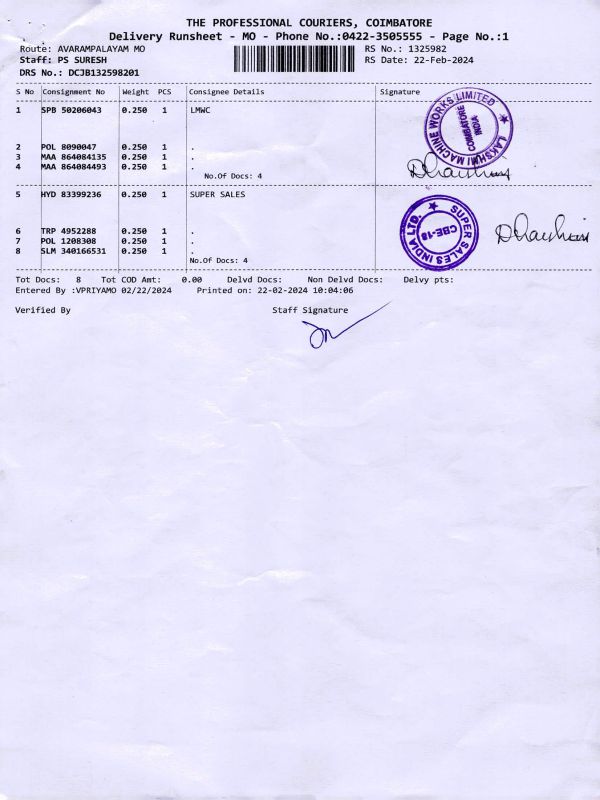 THE PROFESSIONAL COURIERS, COIMBATORE
Delivery Runsheet - MO - Phone No.:0422-3505555 - Page No.:1
Route: AVARAMPALAYAM MO RS No.: 1325982
Staff: PS SURESH RS Date: 22-Feb-2024
DRS No.: DCJB132598201
S No Consignment No Weight PCS Consignee Details Signature
1 SPB 50206043 0.250 1 LMWC
LAKSHMI MACHINE WORKS LIMITED
COIMBATORE
INDIA
2 POL 8090047 0.250 1 .
3 MAA 864084135 0.250 1 .
4 MAA 864084493 0.250 1 .
No.Of Docs: 4
5 HYD 83399236 0.250 1 SUPER SALES
SUPER SALES INDIA LTD.
CBE-18
6 TRP 4952288 0.250 1 .
7 POL 1208308 0.250 1 .
8 SLM 340166531 0.250 1 .
No.Of Docs: 4
Tot Docs: 8 Tot COD Amt: 0.00 Delvd Docs: Non Delvd Docs: Delvy pts:
Entered By :VPRIYAMO 02/22/2024 Printed on: 22-02-2024 10:04:06
Verified By Staff Signature